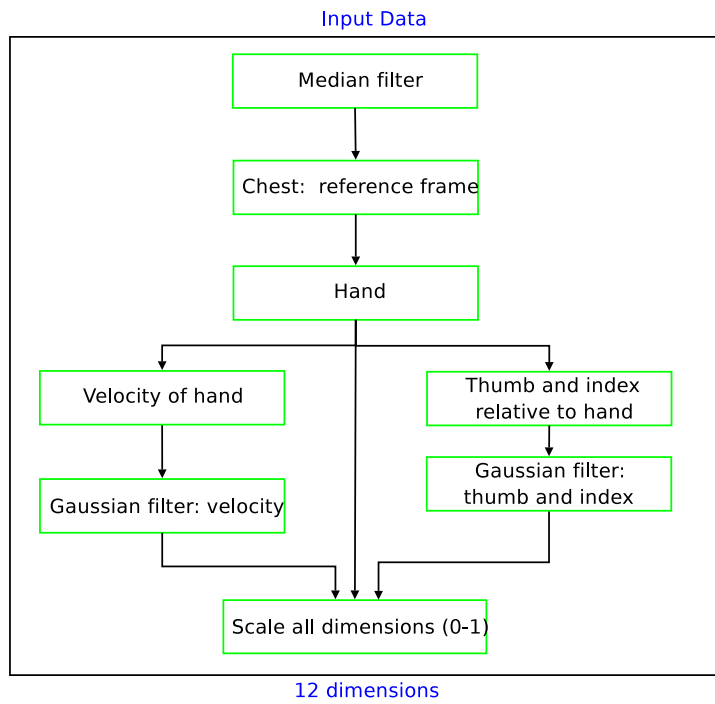 Input Data
Median filter
Chest: reference frame
Hand
Velocity of hand
Thumb and index
relative to hand
Gaussian filter: velocity
Gaussian filter:
thumb and index
Scale all dimensions (0-1)
12 dimensions